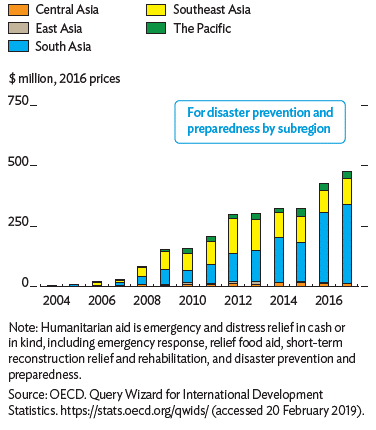 Central Asia
Southeast Asia
East Asia
The Pacific
South Asia
$ million, 2016 prices
750
For disaster prevention and
preparedness by subregion
500
250
0
2004 2006 2008 2010 2012 2014 2016
Note: Humanitarian aid is emergency and distress relief in cash or
in kind, including emergency response, relief food aid, short-term
reconstruction relief and rehabilitation, and disaster prevention and
preparedness.
Source: OECD. Query Wizard for International Development
Statistics. https://stats.oecd.org/qwids/ (accessed 20 February 2019).